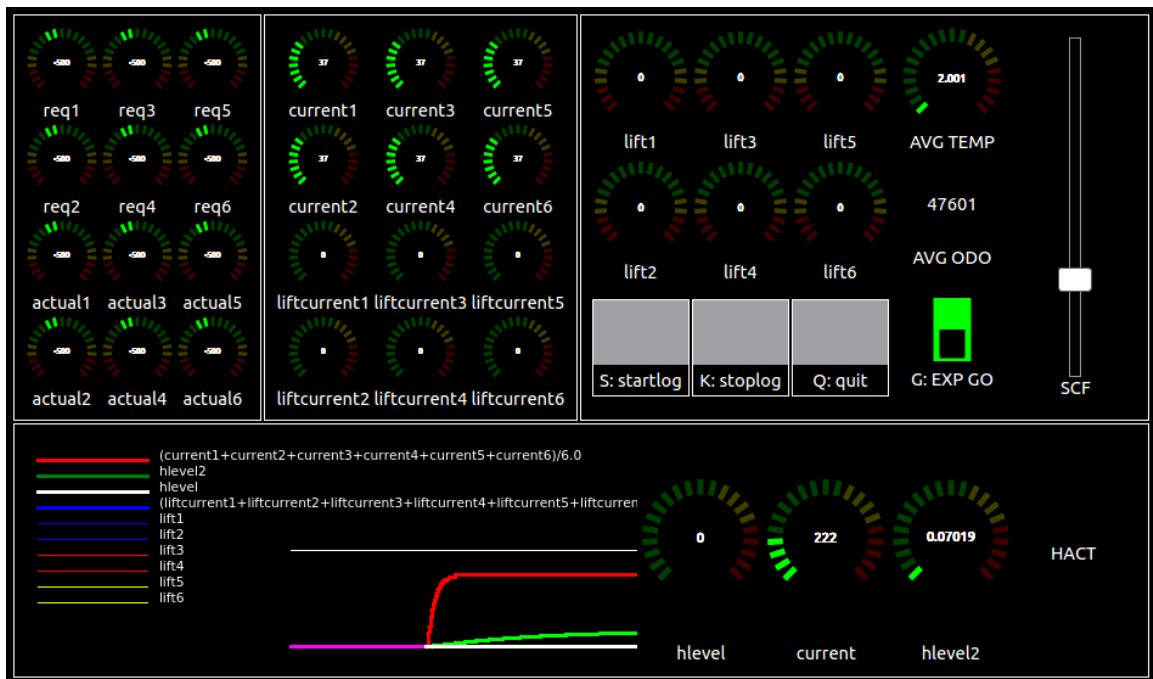 -500 -500 -500
req1 req3 req5
-500 -500 -500
req2 req4 req6
-500 -500 -500
actual1 actual3 actual5
-500 -500 -500
actual2 actual4 actual6
37 37 37
current1 current3 current5
37 37 37
current2 current4 current6
0 0 0
liftcurrent1 liftcurrent3 liftcurrent5
0 0 0
liftcurrent2 liftcurrent4 liftcurrent6
0 0 0 2.001
lift1 lift3 lift5 AVG TEMP
0 0 0 47601
lift2 lift4 lift6 AVG ODO
S: startlog K: stoplog Q: quit G: EXP GO
SCF
(current1+current2+current3+current4+current5+current6)/6.0
hlevel2
hlevel
(liftcurrent1+liftcurrent2+liftcurrent3+liftcurrent4+liftcurrent5+liftcurren
lift1
lift2
lift3
lift4
lift5
lift6
0 222 0.07019
HACT
hlevel current hlevel2